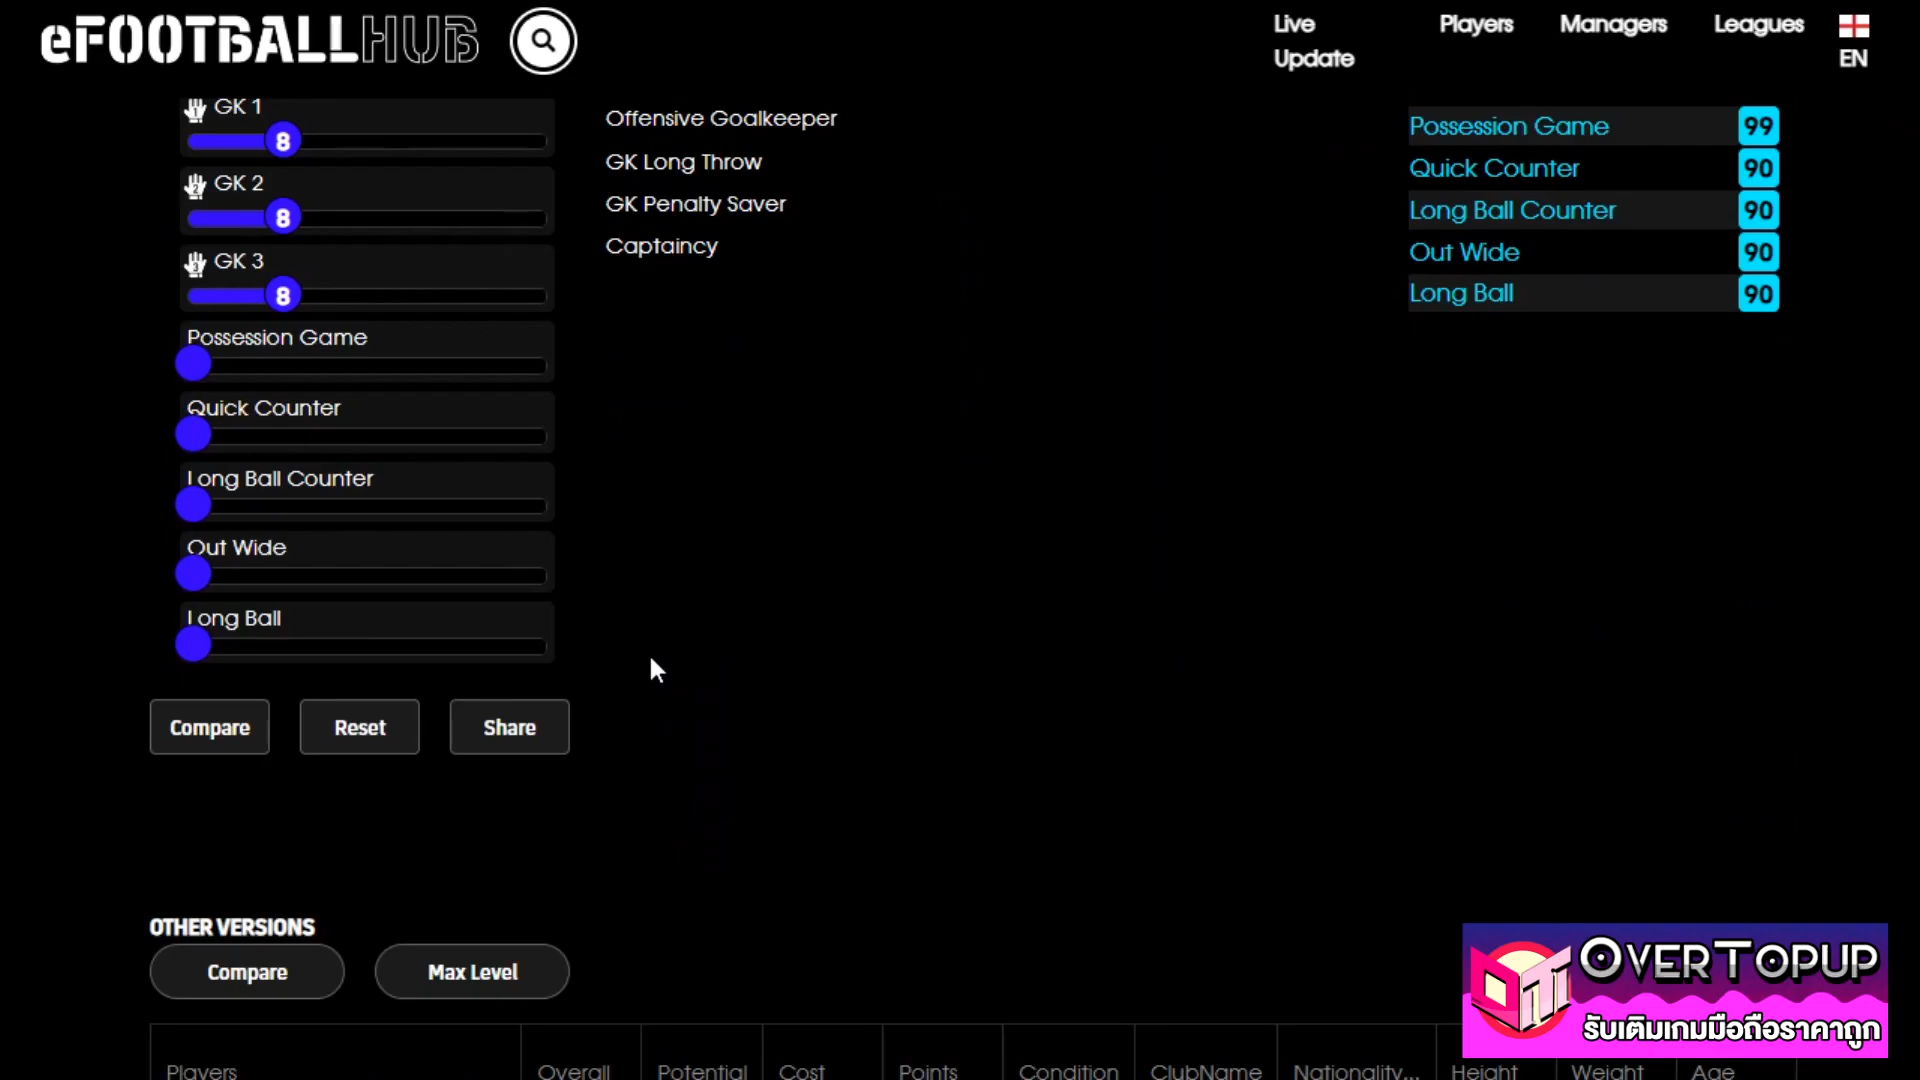 eFOOTBALLHUB
Live Update
Players
Managers
Leagues
EN
GK 1
8
GK 2
8
GK 3
8
Possession Game
Quick Counter
Long Ball Counter
Out Wide
Long Ball
Offensive Goalkeeper
GK Long Throw
GK Penalty Saver
Captaincy
Possession Game 99
Quick Counter 90
Long Ball Counter 90
Out Wide 90
Long Ball 90
Compare
Reset
Share
OTHER VERSIONS
Compare
Max Level
Players
Overall
Potential
Cost
Points
Condition
ClubName
Nationality...
Height
Weight
Age
OVERTOPUP
รับเติมเกมมือถือราคาถูก